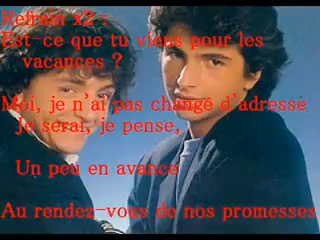 Refrain x2 :
Est-ce que tu viens pour les
vacances ?
Moi, je n'ai pas changé d'adresse
Je serai, je pense,
Un peu en avance
Au rendez-vous de nos promesses